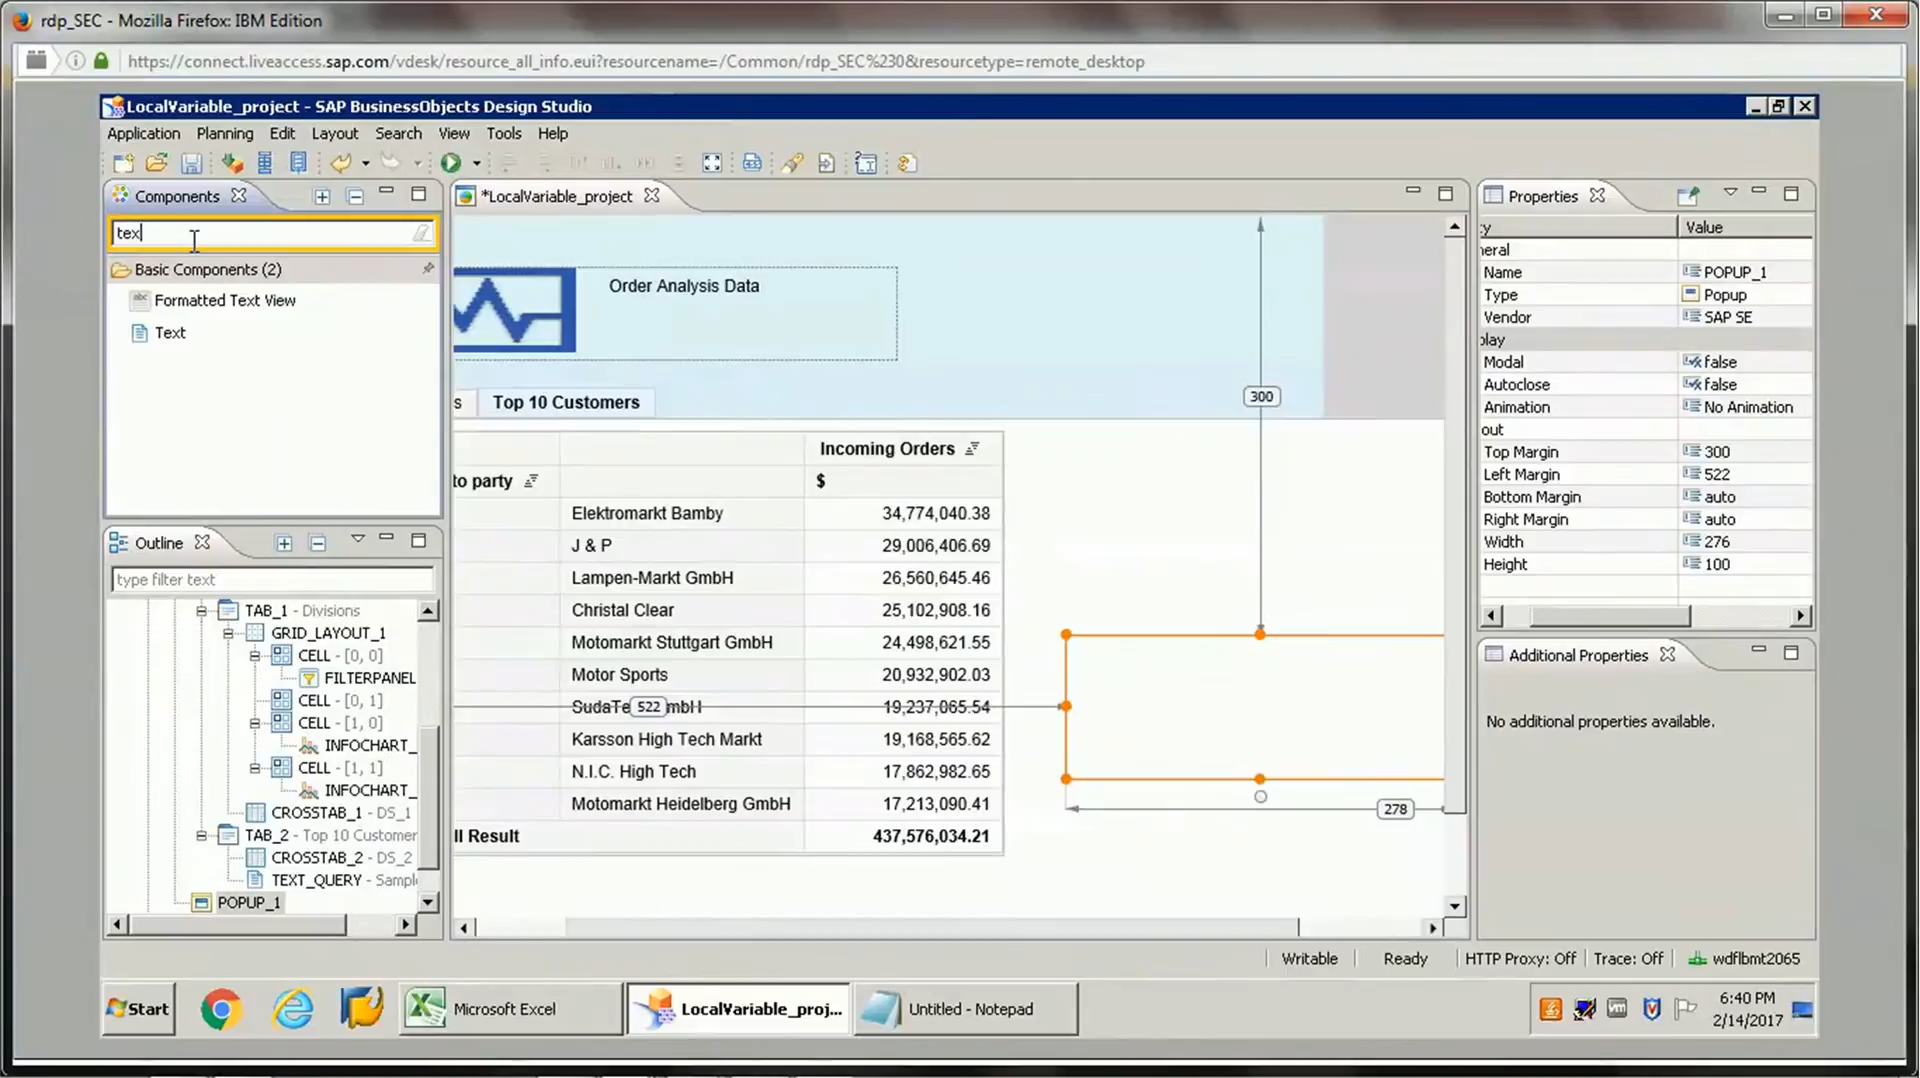 rdp_SEC - Mozilla Firefox: IBM Edition
https://connect.liveaccess.sap.com/vdesk/resource_all_info.eui?resourcename=/Common/rdp_SEC%230&resourcetype=remote_desktop
LocalVariable_project - SAP BusinessObjects Design Studio
Application Planning Edit Layout Search View Tools Help
Components
tex
Basic Components (2)
Formatted Text View
Text
Outline
type filter text
TAB_1 - Divisions
GRID_LAYOUT_1
CELL - [0, 0]
FILTERPANEL
CELL - [0, 1]
CELL - [1, 0]
INFOCHART_
CELL - [1, 1]
INFOCHART_
CROSSTAB_1 - DS_1
TAB_2 - Top 10 Customer
CROSSTAB_2 - DS_2
TEXT_QUERY - Sampl
POPUP_1
*LocalVariable_project
Order Analysis Data
s Top 10 Customers
300
Incoming Orders
to party $
Elektromarkt Bamby 34,774,040.38
J & P 29,006,406.69
Lampen-Markt GmbH 26,560,645.46
Christal Clear 25,102,908.16
Motomarkt Stuttgart GmbH 24,498,621.55
Motor Sports 20,932,902.03
SudaTe 522 mbH 19,237,065.54
Karsson High Tech Markt 19,168,565.62
N.I.C. High Tech 17,862,982.65
Motomarkt Heidelberg GmbH 17,213,090.41
ll Result 437,576,034.21
278
Properties
y Value
neral
Name POPUP_1
Type Popup
Vendor SAP SE
play
Modal false
Autoclose false
Animation No Animation
out
Top Margin 300
Left Margin 522
Bottom Margin auto
Right Margin auto
Width 276
Height 100
Additional Properties
No additional properties available.
Writable Ready HTTP Proxy: Off Trace: Off wdflbmt2065
Start Microsoft Excel LocalVariable_proj... Untitled - Notepad
6:40 PM
2/14/2017